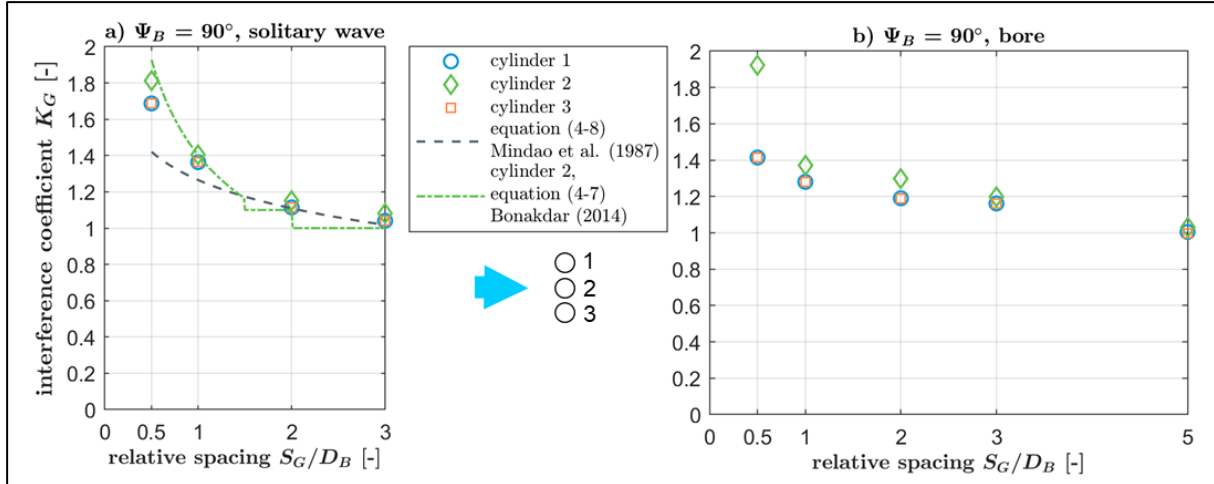 a) Ψ_B = 90°, solitary wave
interference coefficient K_G [-]
2
1.8
1.6
1.4
1.2
1
0.8
0.6
0.4
0.2
0
0 0.5 1 2 3
relative spacing S_G/D_B [-]
cylinder 1
cylinder 2
cylinder 3
equation (4-8)
Mindao et al. (1987)
cylinder 2,
equation (4-7)
Bonakdar (2014)
1
2
3
b) Ψ_B = 90°, bore
2
1.8
1.6
1.4
1.2
1
0.8
0.6
0.4
0.2
0
0 0.5 1 2 3 5
relative spacing S_G/D_B [-]